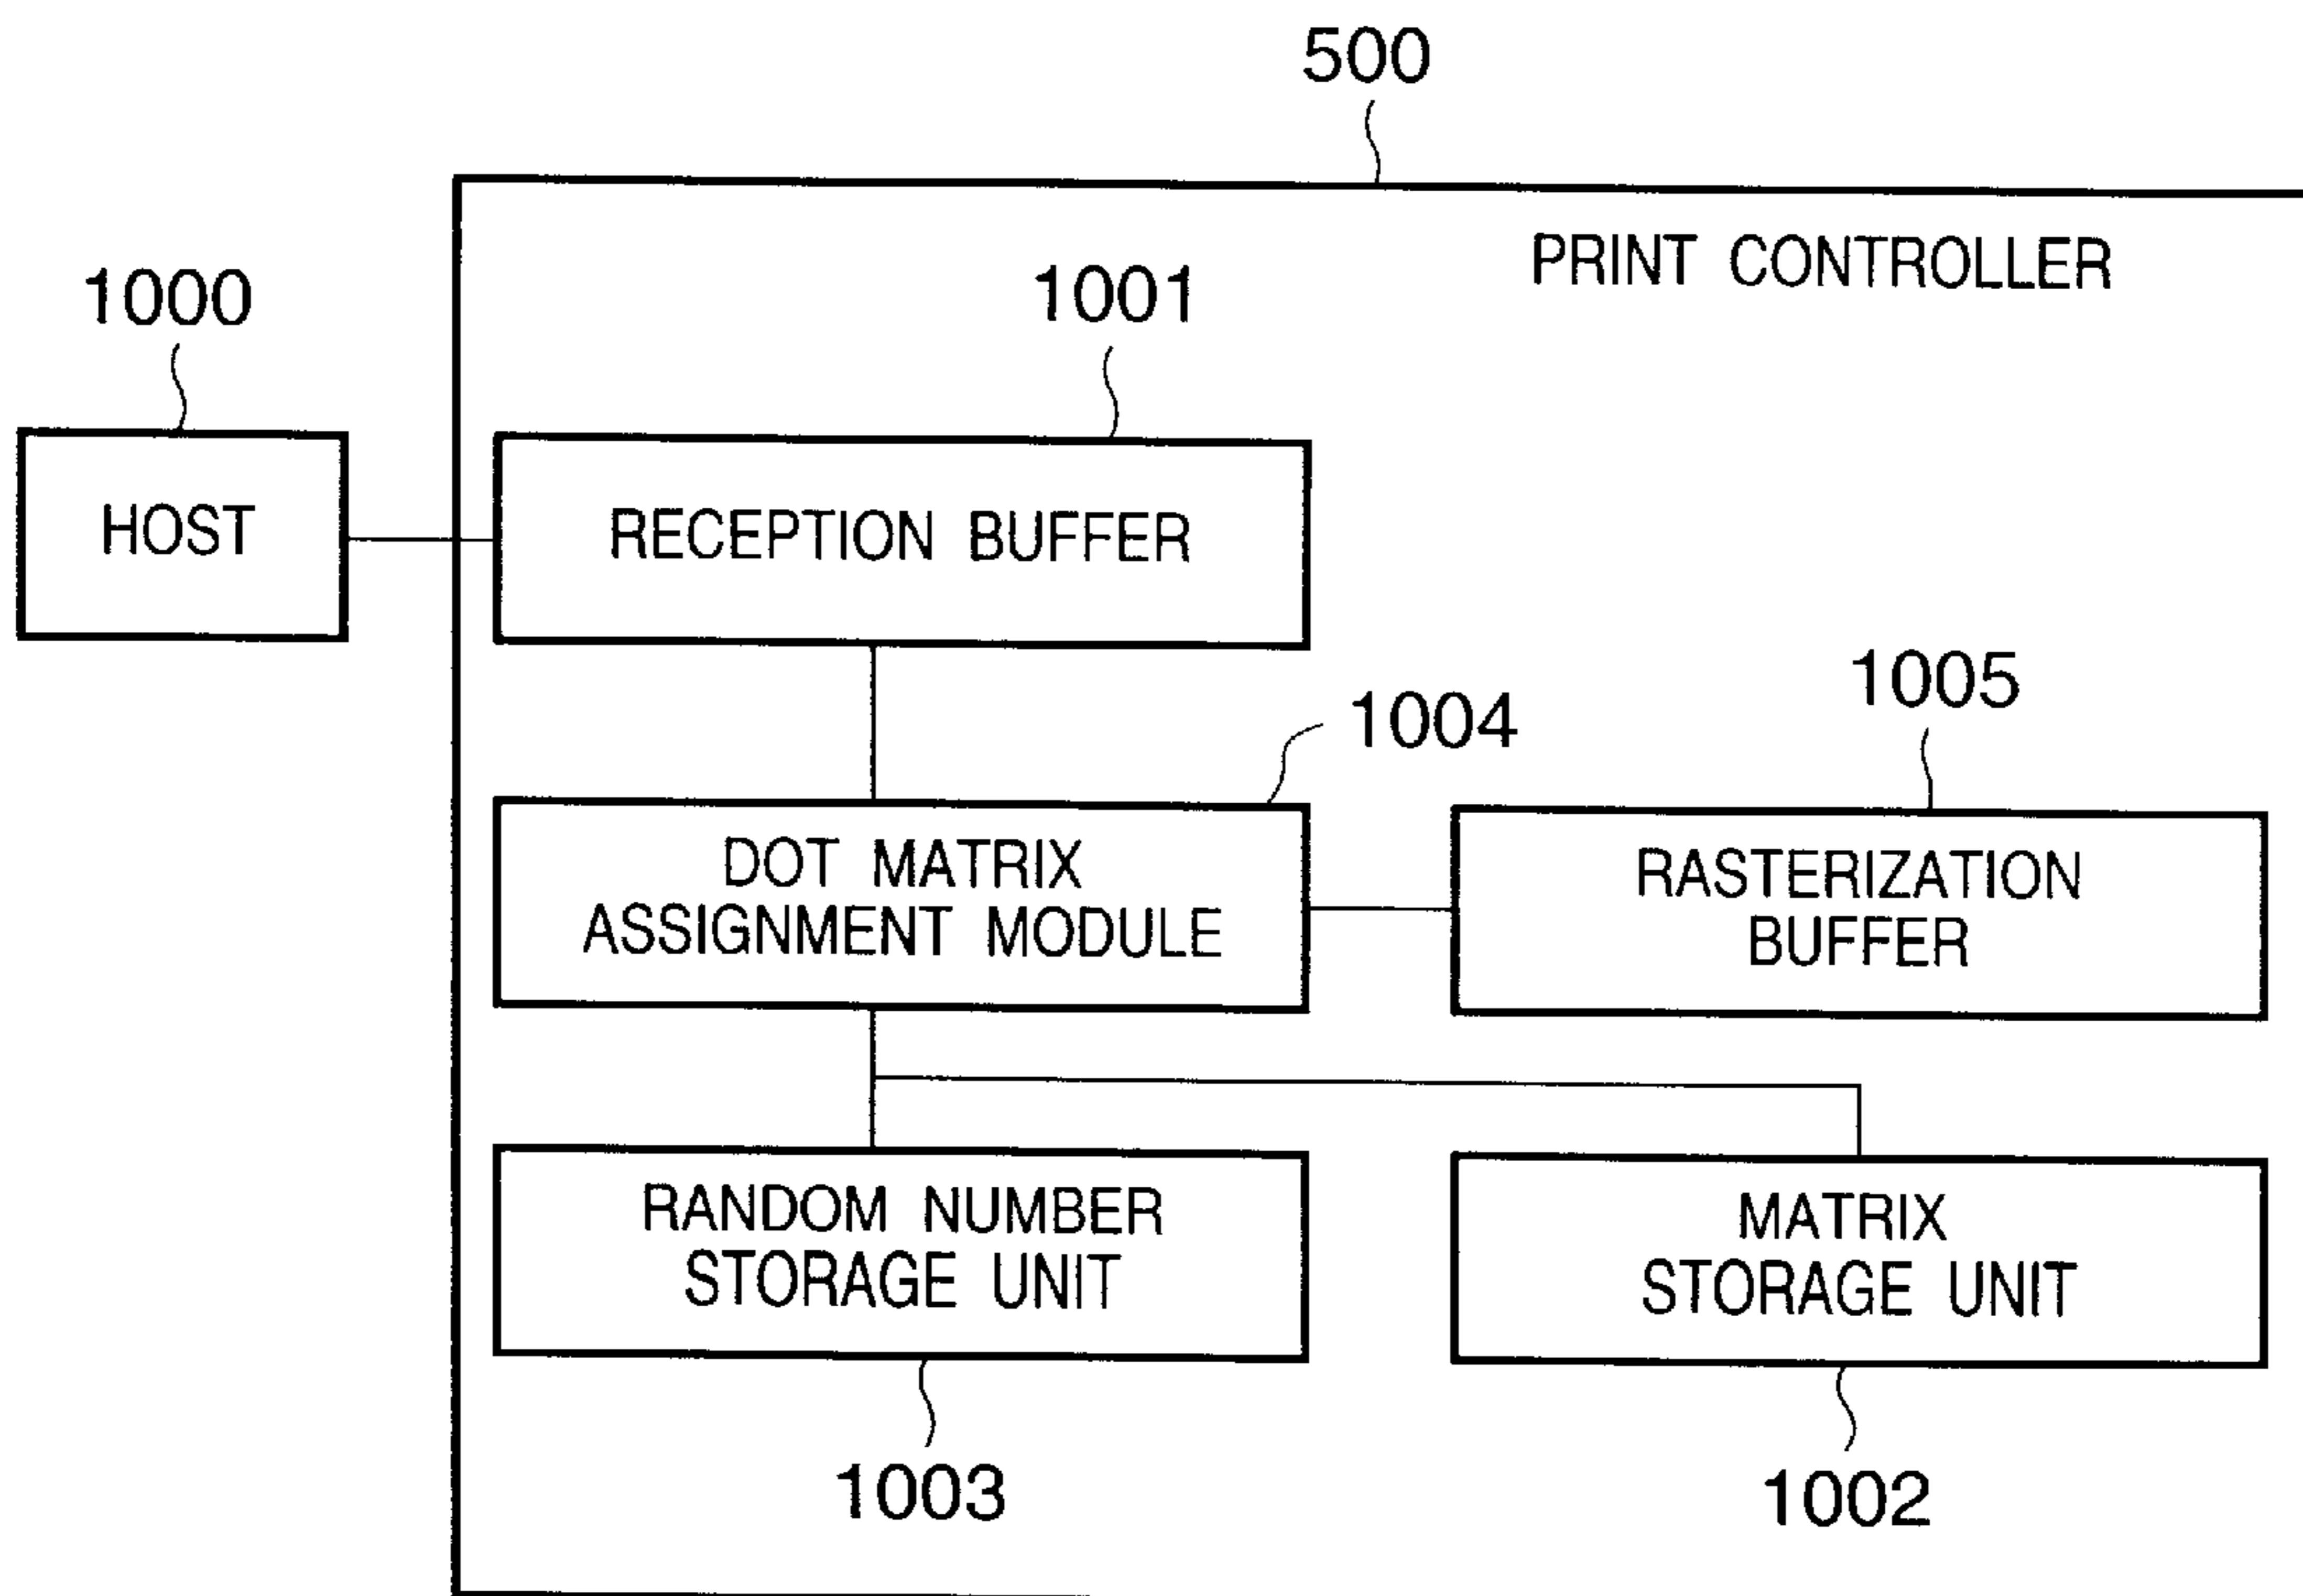 500
PRINT CONTROLLER
1000
1001
HOST
RECEPTION BUFFER
1004
1005
DOT MATRIX
ASSIGNMENT MODULE
RASTERIZATION
BUFFER
RANDOM NUMBER
STORAGE UNIT
MATRIX
STORAGE UNIT
1003
1002